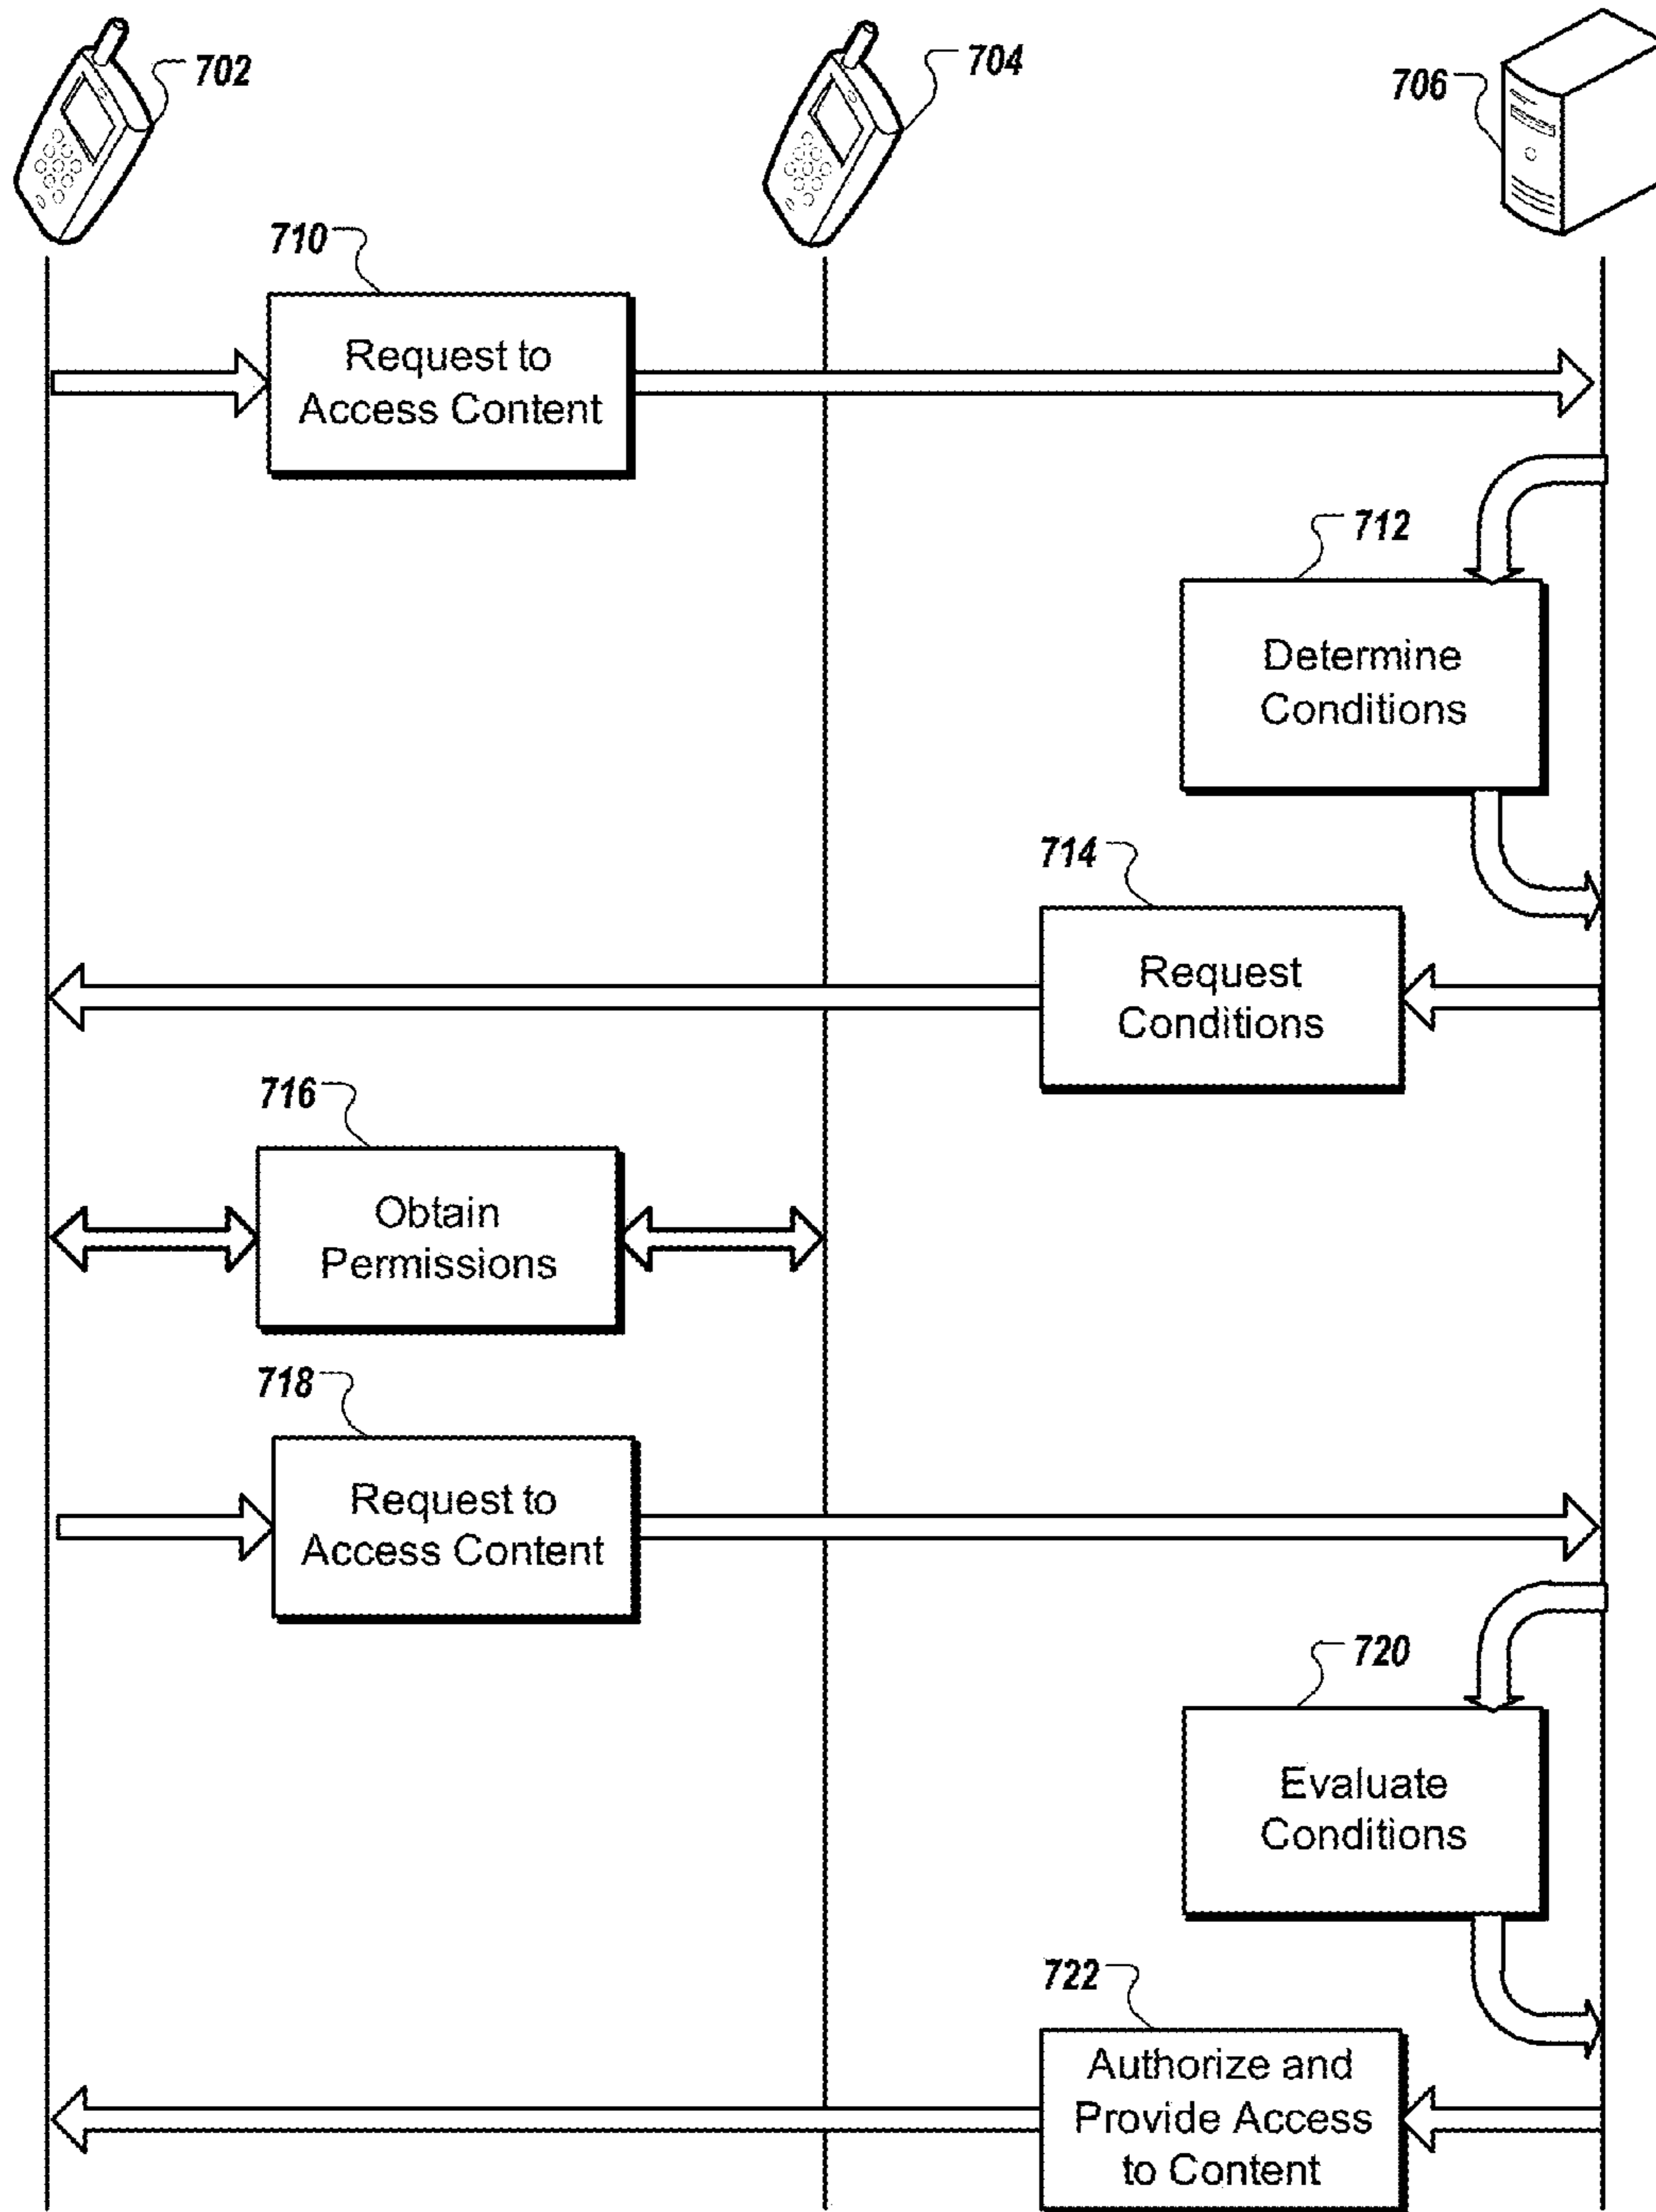 702
704
706
710
Request to
Access Content
712
Determine
Conditions
714
Request
Conditions
716
Obtain
Permissions
718
Request to
Access Content
720
Evaluate
Conditions
722
Authorize and
Provide Access
to Content